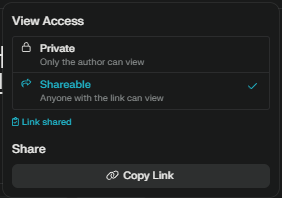 View Access
Private
Only the author can view
Shareable
Anyone with the link can view
Link shared
Share
Copy Link